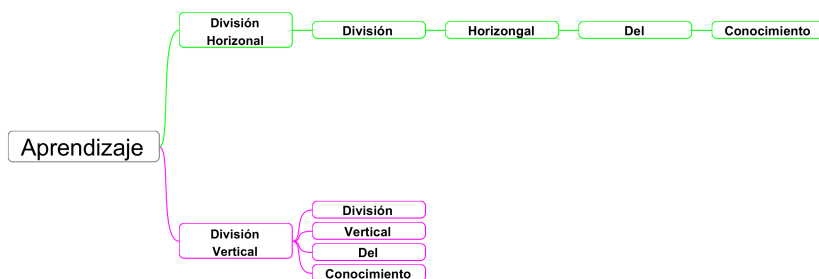 División
Horizonal
División
Horizongal
Del
Conocimiento
Aprendizaje
División
Vertical
División
Vertical
Del
Conocimiento